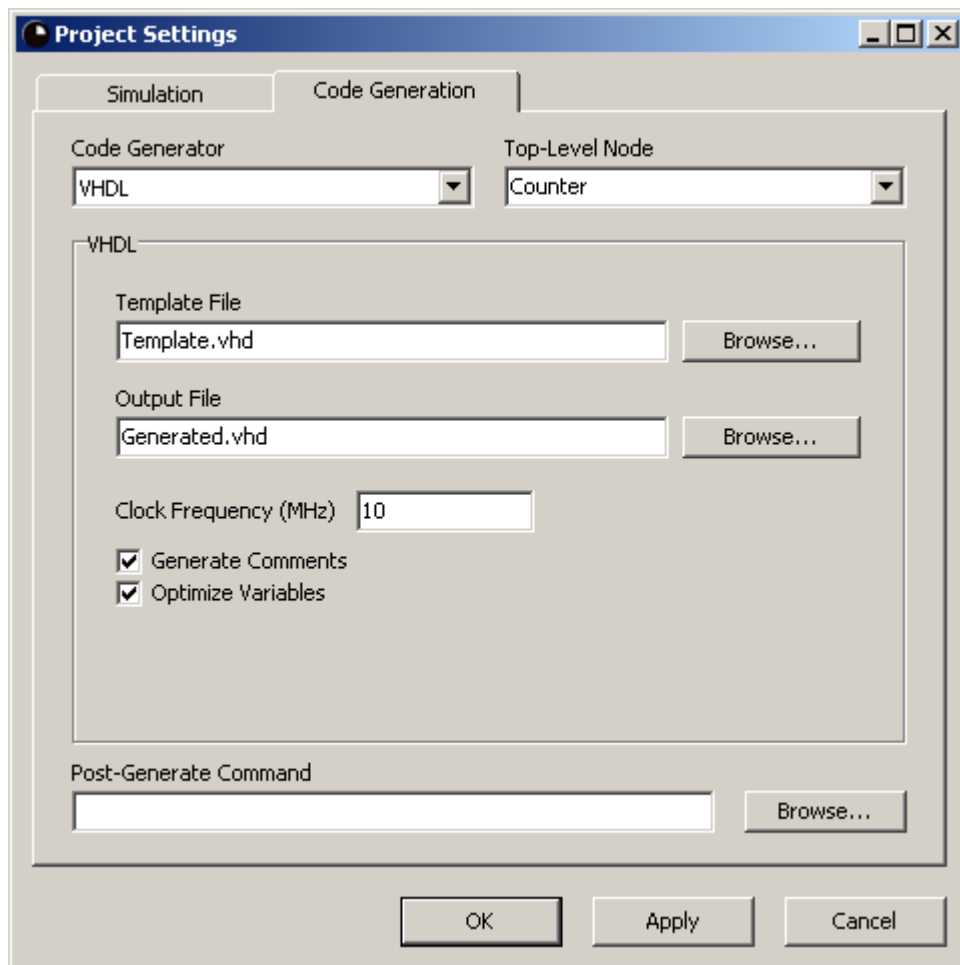 Project Settings
Simulation Code Generation
Code Generator Top-Level Node
VHDL Counter
VHDL
Template File
Template.vhd Browse...
Output File
Generated.vhd Browse...
Clock Frequency (MHz) 10
Generate Comments
Optimize Variables
Post-Generate Command
Browse...
OK Apply Cancel